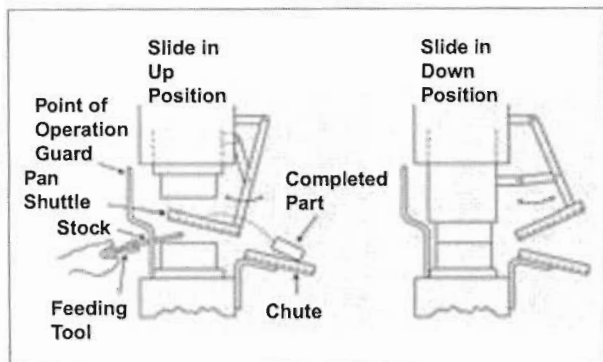 Slide in
Up
Position
Slide in
Down
Position
Point of
Operation
Guard
Pan
Shuttle
Stock
Feeding
Tool
Completed
Part
Chute